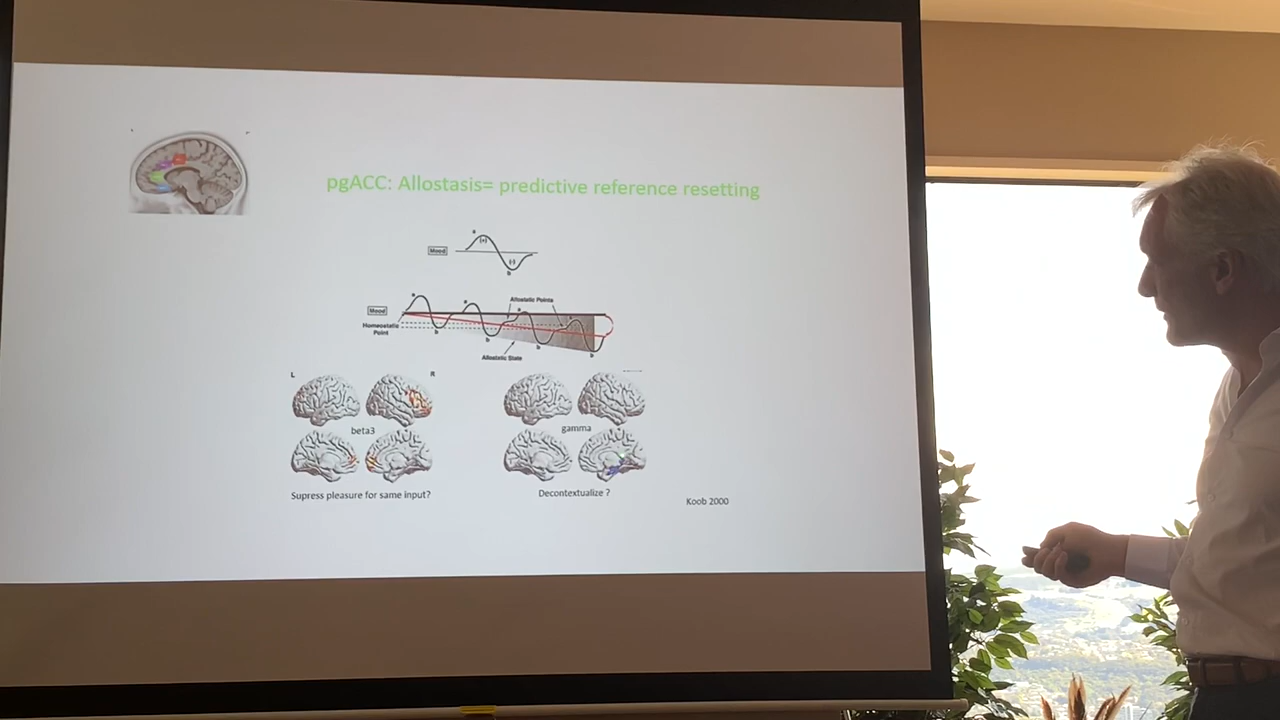 pgACC: Allostasis= predictive reference resetting
a
(+)
Mood
(-)
b
a
a
Allostatic Points
a
Mood
Homeostatic
Point
b
b
b
b
Allostatic State
L
R
beta3
gamma
Supress pleasure for same input?
Decontextualize ?
Koob 2000